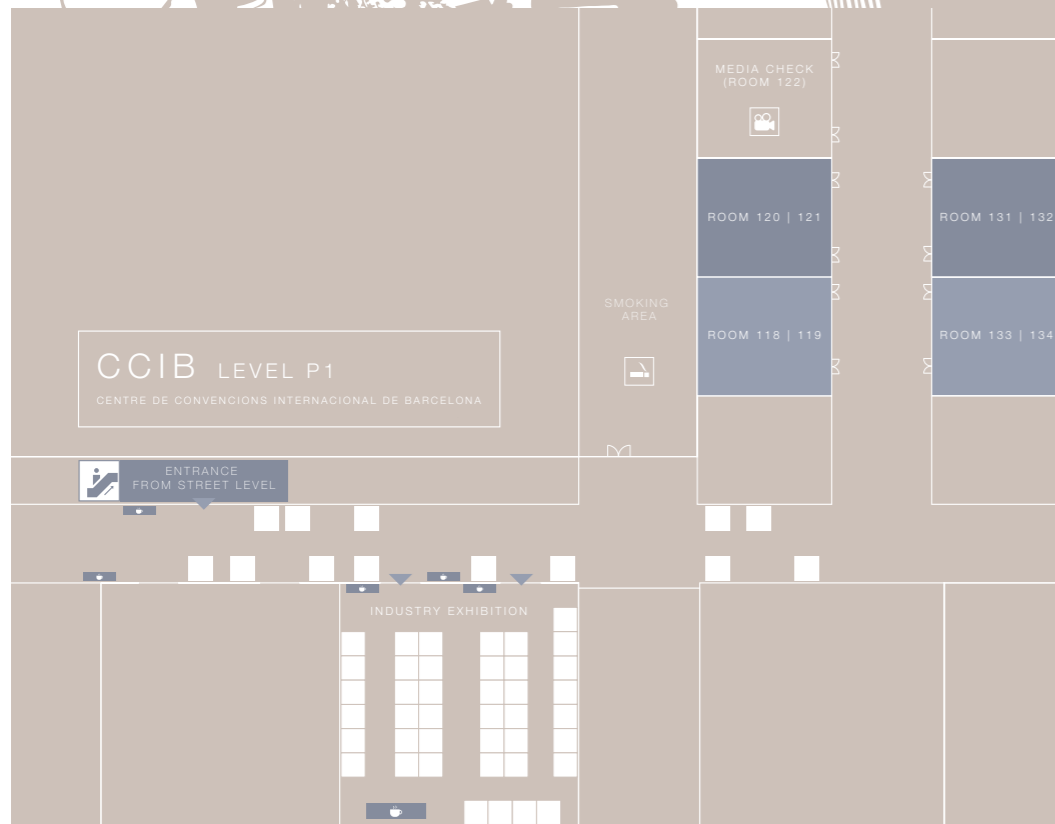 MEDIA CHECK
(ROOM 122)
ROOM 120 | 121
ROOM 131 | 132
SMOKING
AREA
ROOM 118 | 119
ROOM 133 | 134
CCIB LEVEL P1
CENTRE DE CONVENCIONS INTERNACIONAL DE BARCELONA
ENTRANCE
FROM STREET LEVEL
INDUSTRY EXHIBITION